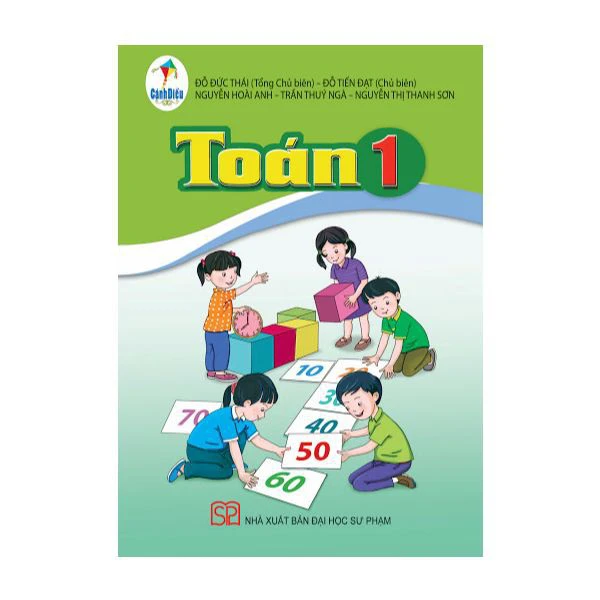 Cánh Diều
ĐỖ ĐỨC THÁI (Tổng Chủ biên) – ĐỖ TIẾN ĐẠT (Chủ biên)
NGUYỄN HOÀI ANH – TRẦN THUÝ NGÀ – NGUYỄN THỊ THANH SƠN
Toán 1
10
20
30
40
70
50
60
SP
NHÀ XUẤT BẢN ĐẠI HỌC SƯ PHẠM